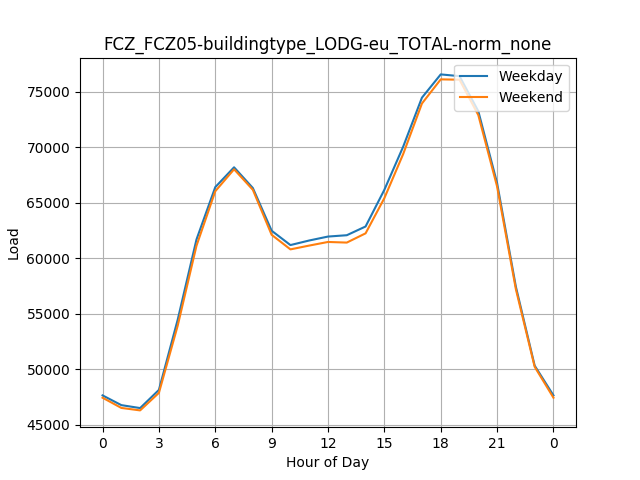 FCZ_FCZ05-buildingtype_LODG-eu_TOTAL-norm_none
Weekday
Weekend
75000
70000
65000
60000
55000
50000
45000
Load
0 3 6 9 12 15 18 21 0
Hour of Day